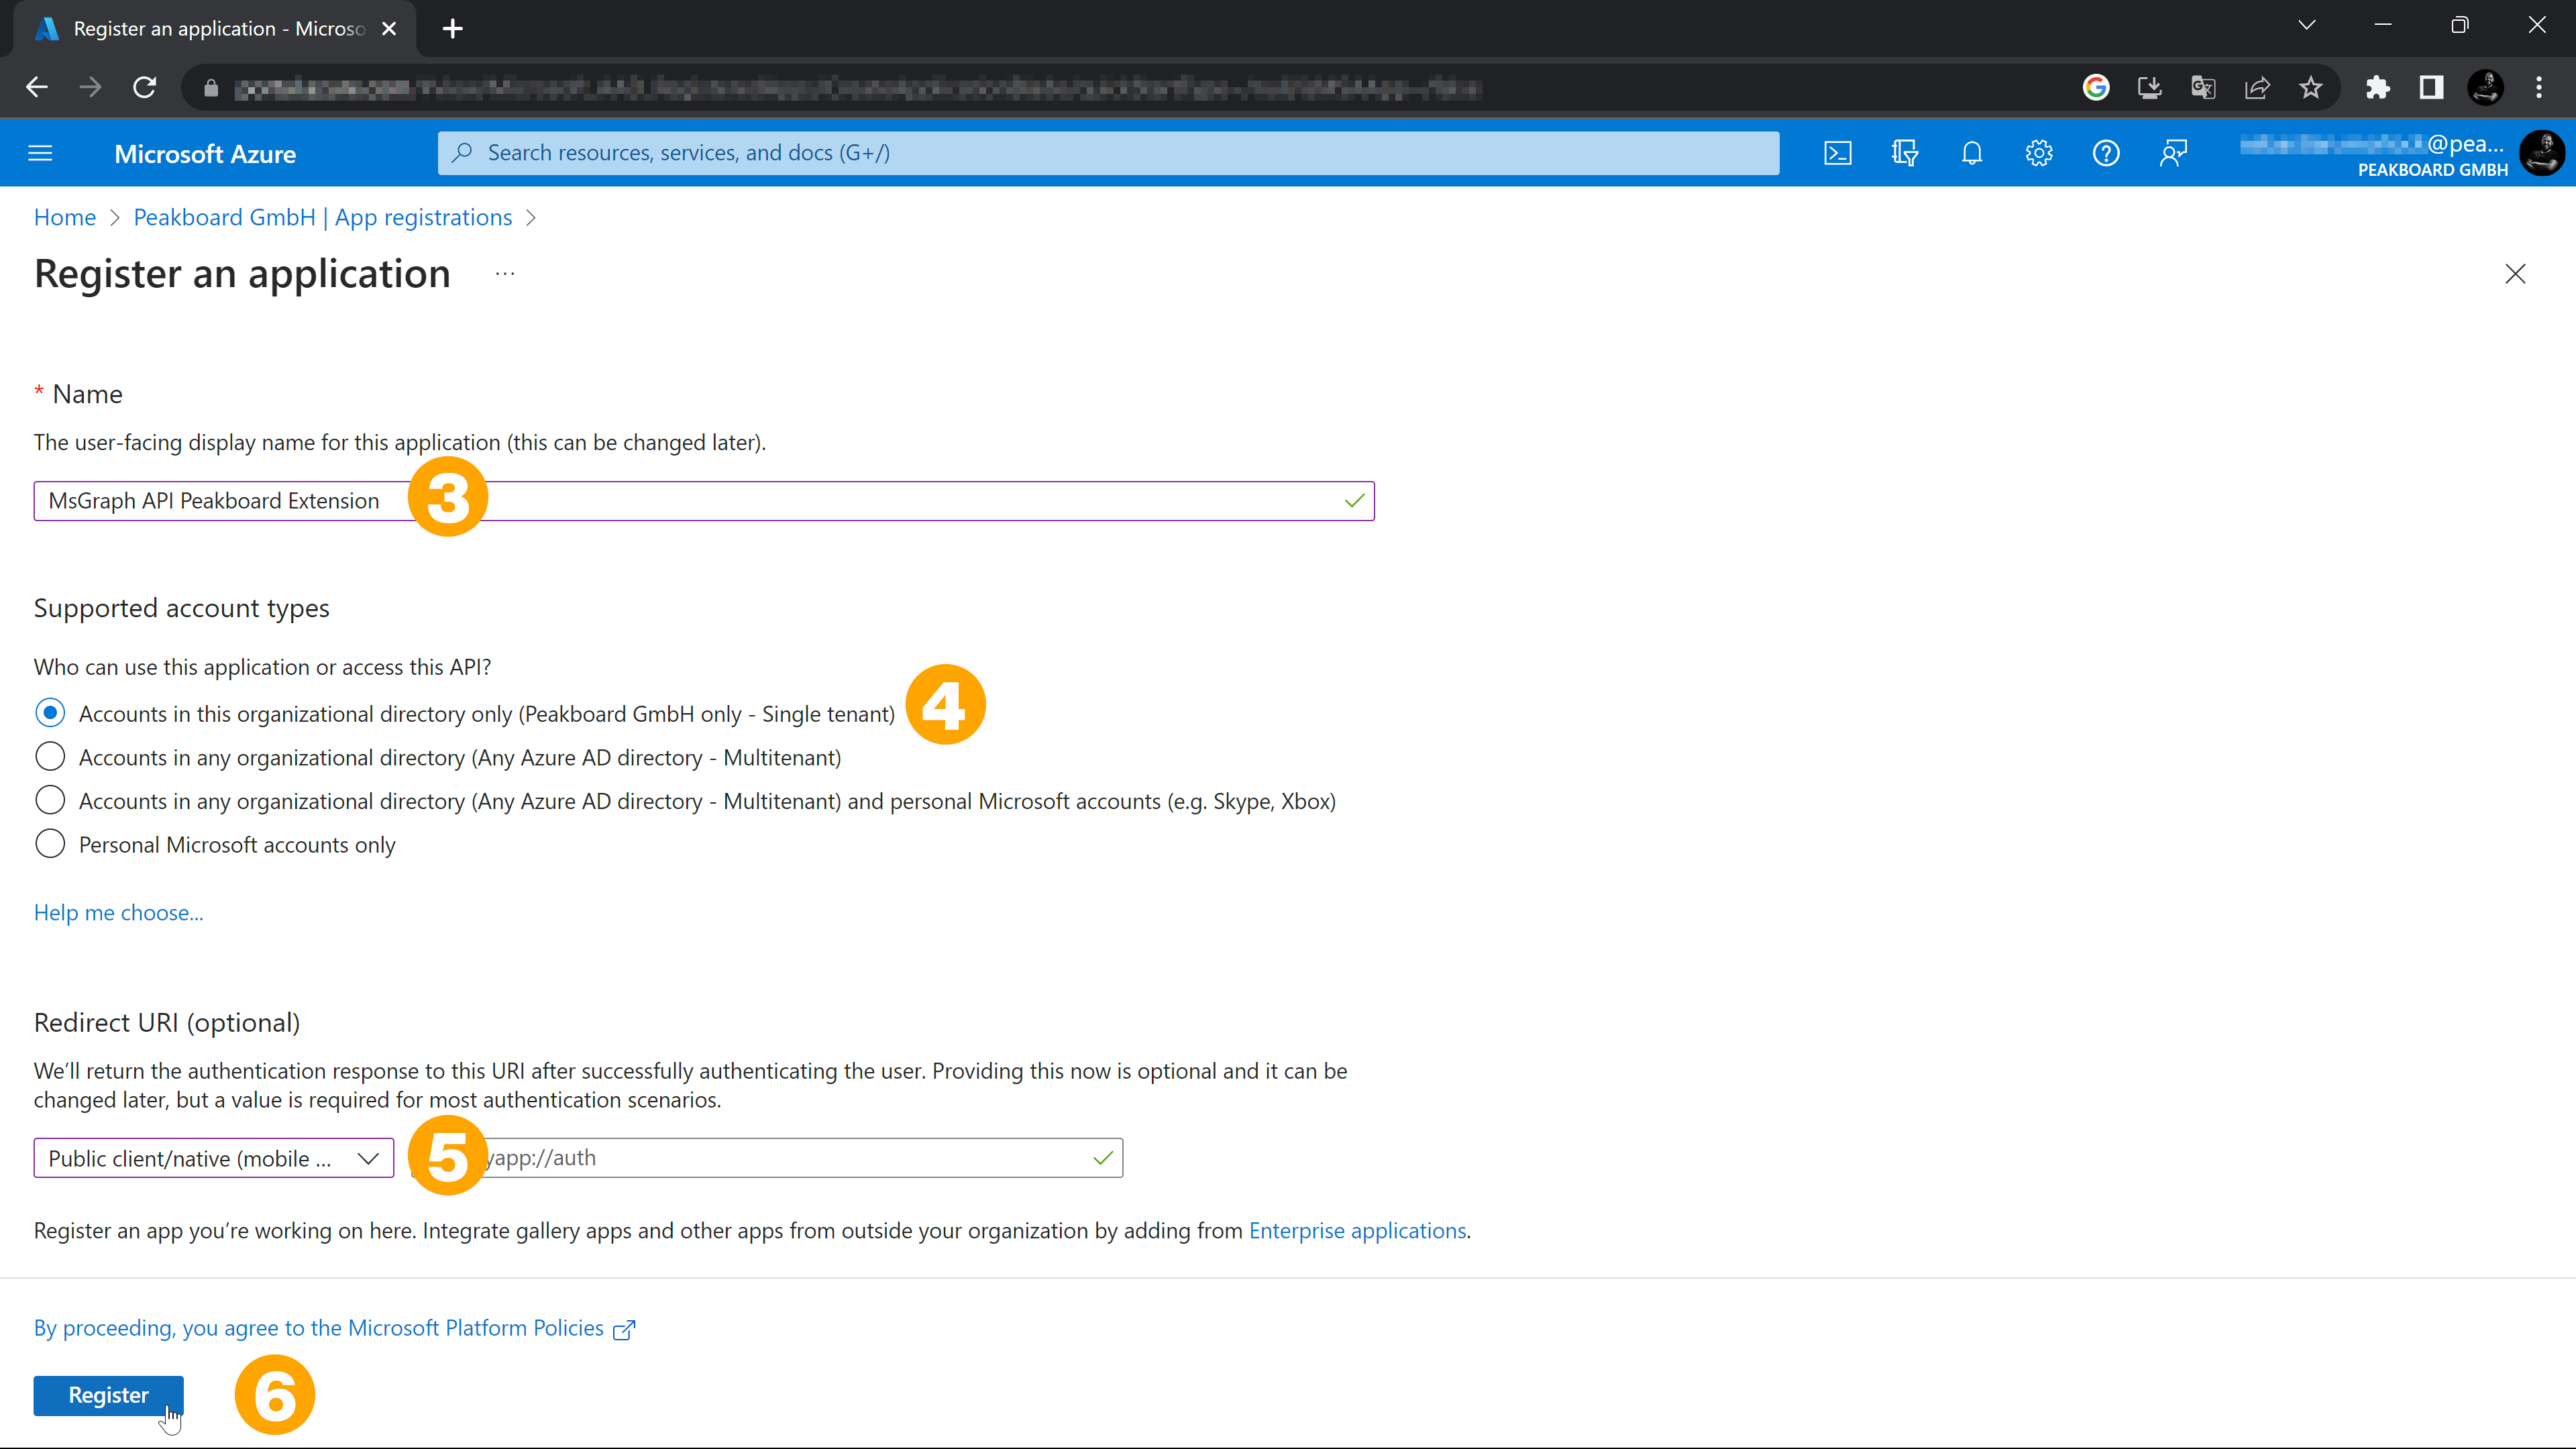 Register an application - Microso
Microsoft Azure
Search resources, services, and docs (G+/)
@pea...
PEAKBOARD GMBH
Home > Peakboard GmbH | App registrations >
Register an application ...
* Name
The user-facing display name for this application (this can be changed later).
MsGraph API Peakboard Extension
3
Supported account types
Who can use this application or access this API?
Accounts in this organizational directory only (Peakboard GmbH only - Single tenant)
4
Accounts in any organizational directory (Any Azure AD directory - Multitenant)
Accounts in any organizational directory (Any Azure AD directory - Multitenant) and personal Microsoft accounts (e.g. Skype, Xbox)
Personal Microsoft accounts only
Help me choose...
Redirect URI (optional)
We'll return the authentication response to this URI after successfully authenticating the user. Providing this now is optional and it can be
changed later, but a value is required for most authentication scenarios.
Public client/native (mobile ...
5
yapp://auth
Register an app you're working on here. Integrate gallery apps and other apps from outside your organization by adding from Enterprise applications.
By proceeding, you agree to the Microsoft Platform Policies
Register
6